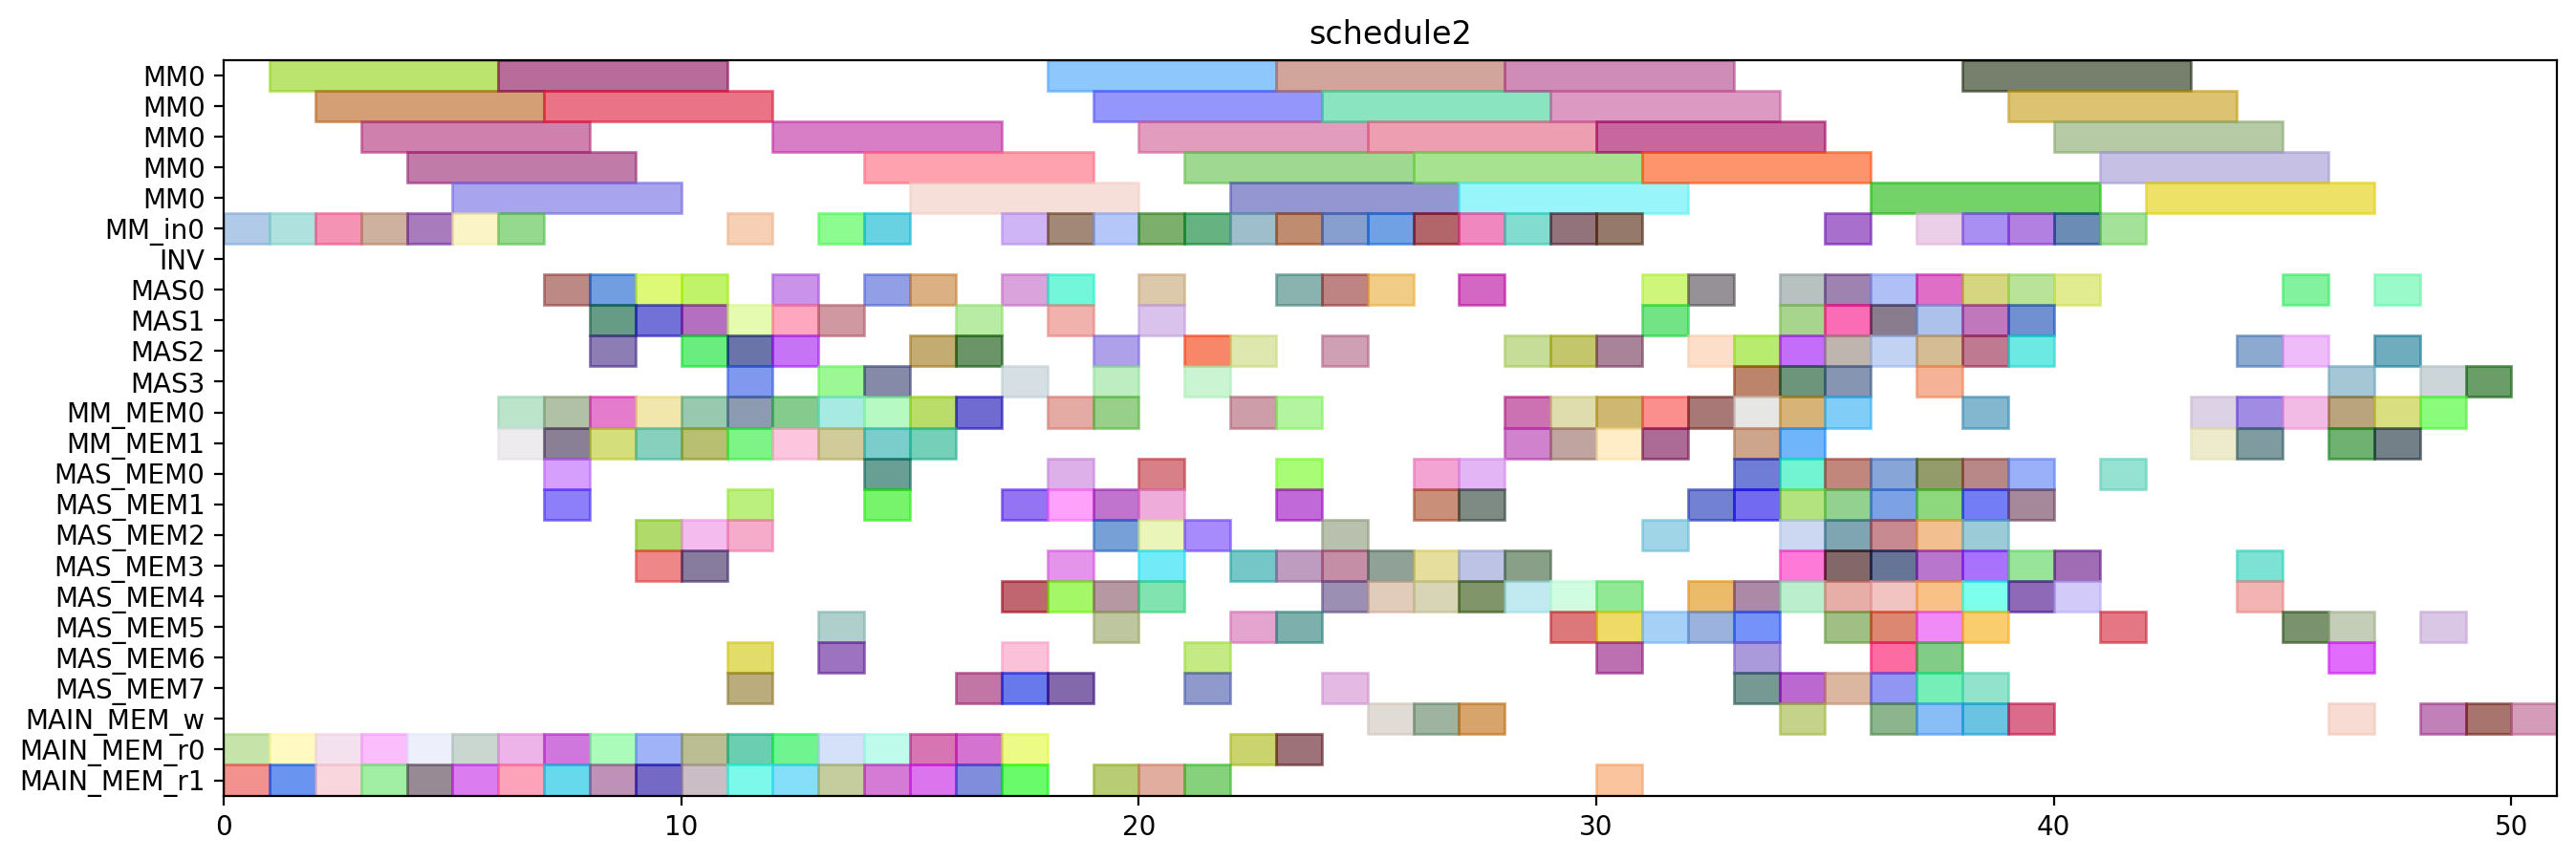 schedule2
MM0
MM0
MM0
MM0
MM0
MM_in0
INV
MAS0
MAS1
MAS2
MAS3
MM_MEM0
MM_MEM1
MAS_MEM0
MAS_MEM1
MAS_MEM2
MAS_MEM3
MAS_MEM4
MAS_MEM5
MAS_MEM6
MAS_MEM7
MAIN_MEM_w
MAIN_MEM_r0
MAIN_MEM_r1
0 10 20 30 40 50